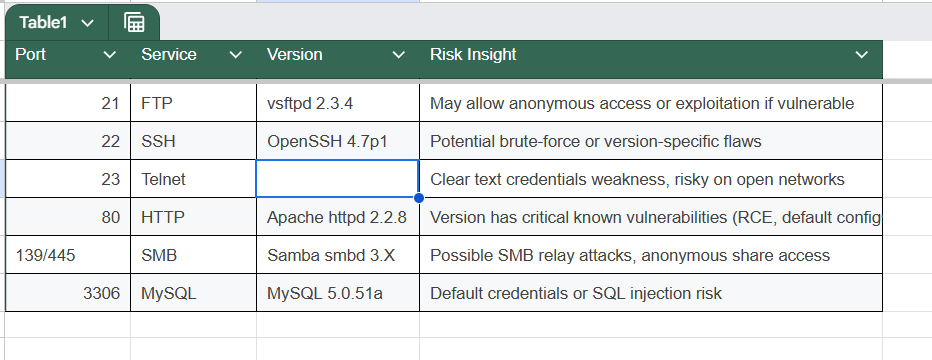 Table1
Port Service Version Risk Insight
21 FTP vsftpd 2.3.4 May allow anonymous access or exploitation if vulnerable
22 SSH OpenSSH 4.7p1 Potential brute-force or version-specific flaws
23 Telnet Clear text credentials weakness, risky on open networks
80 HTTP Apache httpd 2.2.8 Version has critical known vulnerabilities (RCE, default config
139/445 SMB Samba smbd 3.X Possible SMB relay attacks, anonymous share access
3306 MySQL MySQL 5.0.51a Default credentials or SQL injection risk